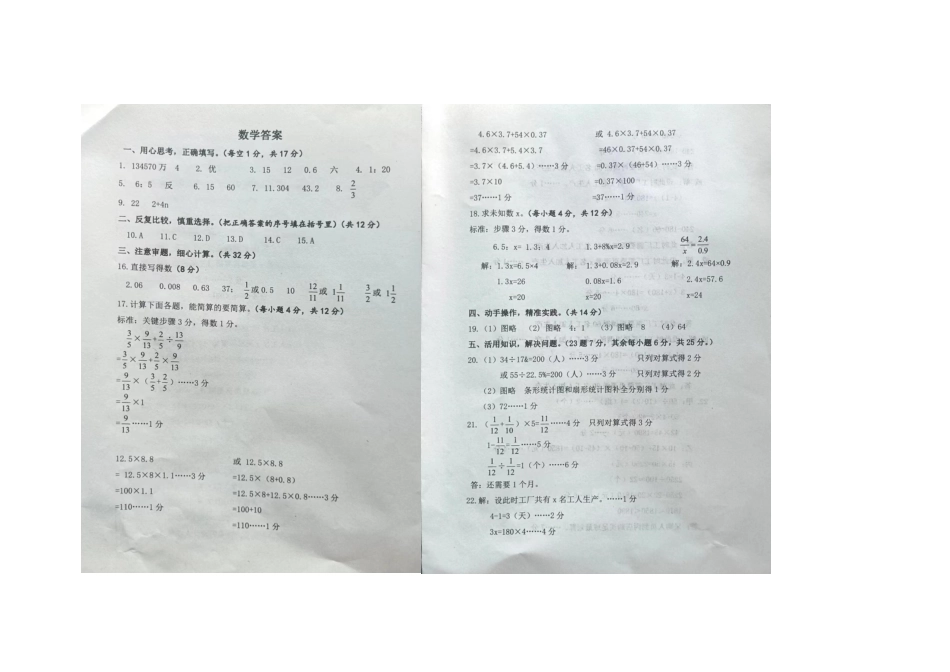 数学答案
一、用心思考，正确填写。（每空1分，共17分）
1. 134570万 4 2. 优 3. 15 12 0.6 六 4. 1：20
5. 6：5 反 6. 15 60 7. 11.304 43.2 8. 2/3
9. 22 2+4n
二、反复比较，慎重选择。（把正确答案的序号填在括号里）（共12分）
10.A 11.C 12.D 13.D 14.C 15.A
三、注意审题，细心计算。（共32分）
16.直接写得数（8分）
2.06 0.008 0.63 37； 1/2或0.5 10 12/11或 1 1/11 3/2或 1 1/2
17.计算下面各题，能简算的要简算。（每小题4分，共12分）
标准：关键步骤3分，得数1分。
3/5×9/13+2/5÷13/9
=3/5×9/13+2/5×9/13
=9/13×（3/5+2/5）……3分
=9/13×1
=9/13……1分
12.5×8.8 或 12.5×8.8
= 12.5×8×1.1……3分 =12.5×（8+0.8）
=100×1.1 =12.5×8+12.5×0.8……3分
=110……1分 =100+10
=110……1分
4.6×3.7+54×0.37 或 4.6×3.7+54×0.37
=4.6×3.7+5.4×3.7 =46×0.37+54×0.37
=3.7×（4.6+5.4）……3分 =0.37×（46+54）……3分
=3.7×10 =0.37×100
=37……1分 =37……1分
18.求未知数x。（每小题4分，共12分）
标准：步骤3分，得数1分。
6.5：x= 1.3：4 1.3+8%x=2.9 64/x=2.4/0.9
解：1.3x=6.5×4 解：1.3+0.08x=2.9 解：2.4x=64×0.9
1.3x=26 0.08x=1.6 2.4x=57.6
x=20 x=20 x=24
四、动手操作，精准实践。（共14分）
19.（1）图略 （2）图略 4：1 （3）图略 8 （4）64
五、活用知识，解决问题。（23题7分，其余每小题6分，共25分。）
20.（1）34÷17%=200（人）……3分 只列对算式得2分
或55÷22.5%=200（人）……3分 只列对算式得2分
（2）图略 条形统计图和扇形统计图补全分别得1分
（3）72……1分
21.（1/12+1/10）×5=11/12……4分 只列对算式得3分
1-11/12=1/12……5分
1/12÷1/12=1（个）……6分
答：还需要1个月。
22.解：设此时工厂共有x名工人生产。……1分
4-1=3（天）……2分
3x=180×4……4分